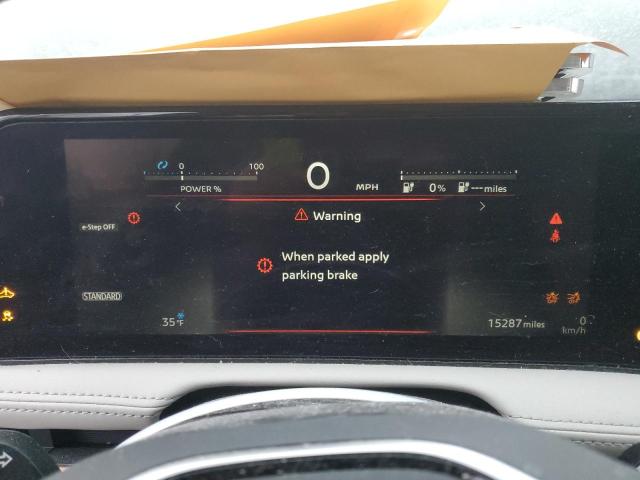 0 100
POWER %
0 MPH
0 % --- miles
Warning
e-Step OFF
When parked apply
parking brake
STANDARD
35 °F
15287 miles
0
km/h